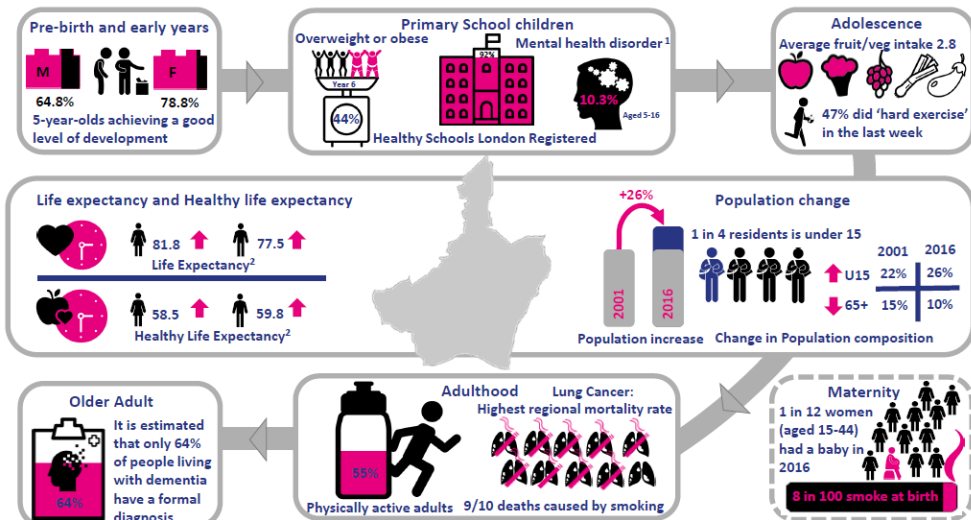 Pre-birth and early years
M
F
64.8%
78.8%
5-year-olds achieving a good
level of development
Primary School children
Overweight or obese
Year 6
44%
92%
Healthy Schools London Registered
Mental health disorder1
10.3%
Aged 5-16
Adolescence
Average fruit/veg intake 2.8
47% did ‘hard exercise’
in the last week
Life expectancy and Healthy life expectancy
81.8
77.5
Life Expectancy2
58.5
59.8
Healthy Life Expectancy2
Population change
+26%
2001
2016
Population increase
1 in 4 residents is under 15
2001
2016
U15
22%
26%
65+
15%
10%
Change in Population composition
Older Adult
64%
It is estimated
that only 64%
of people living
with dementia
have a formal
diagnosis
Adulthood
55%
Physically active adults
Lung Cancer:
Highest regional mortality rate
9/10 deaths caused by smoking
Maternity
1 in 12 women
(aged 15-44)
had a baby in
2016
8 in 100 smoke at birth